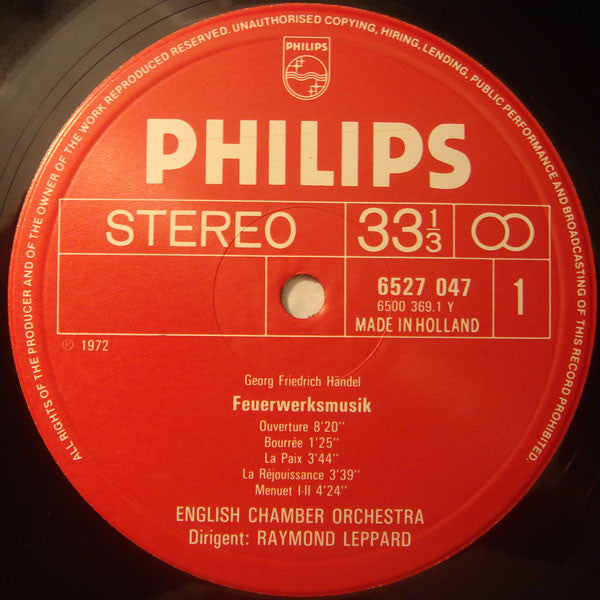 ALL RIGHTS OF THE PRODUCER AND OF THE OWNER OF THE WORK REPRODUCED RESERVED. UNAUTHORISED COPYING, HIRING, LENDING, PUBLIC PERFORMANCE AND BROADCASTING OF THIS RECORD PROHIBITED.
PHILIPS
PHILIPS
STEREO 33 1/3
6527 047 1
6500 369.1 Y
MADE IN HOLLAND
℗ 1972
Georg Friedrich Händel
Feuerwerksmusik
Ouverture 8'20"
Bourrée 1'25"
La Paix 3'44"
La Réjouissance 3'39"
Menuet I-II 4'24"
ENGLISH CHAMBER ORCHESTRA
Dirigent: RAYMOND LEPPARD